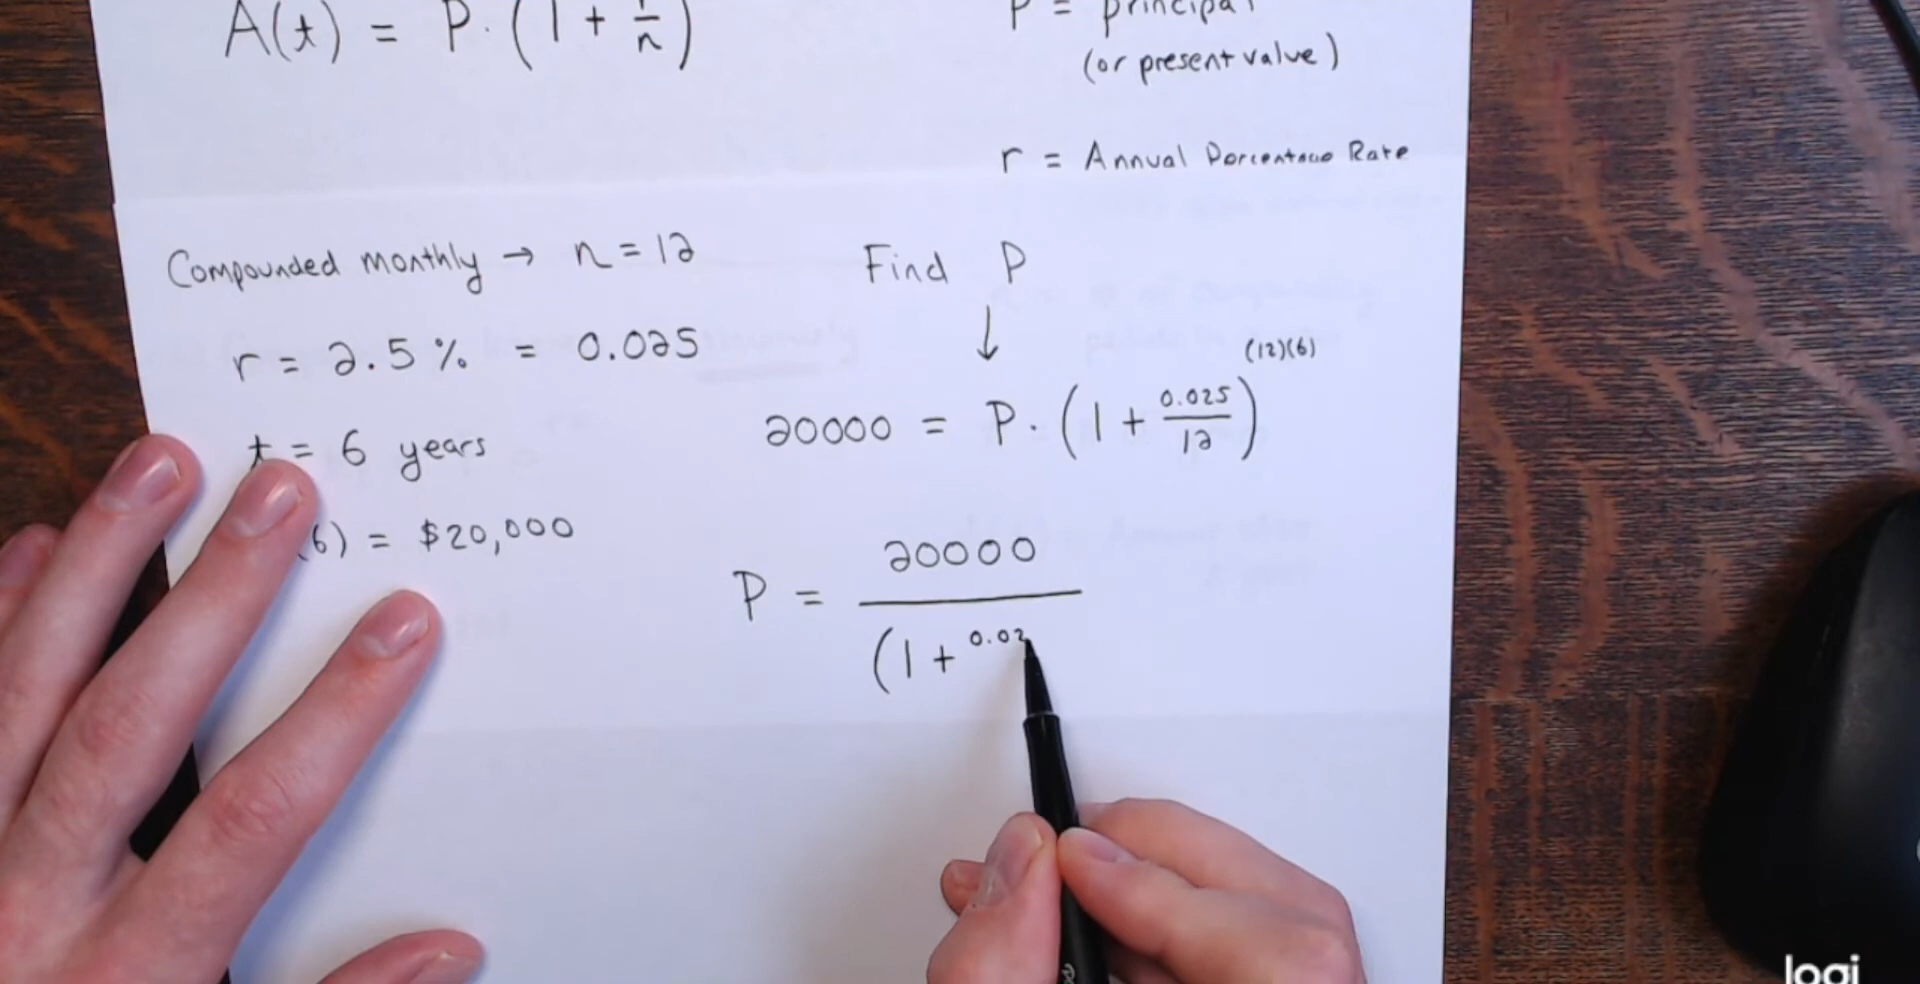 A(t) = P · (1 + r/n)
P = principal
(or present value)
r = Annual Percentage Rate
Compounded monthly → n = 12
r = 2.5 % = 0.025
t = 6 years
(6) = $20,000
Find P
↓
20000 = P · (1 + 0.025/12)^(12)(6)
P = 20000 / (1 + 0.02
logi